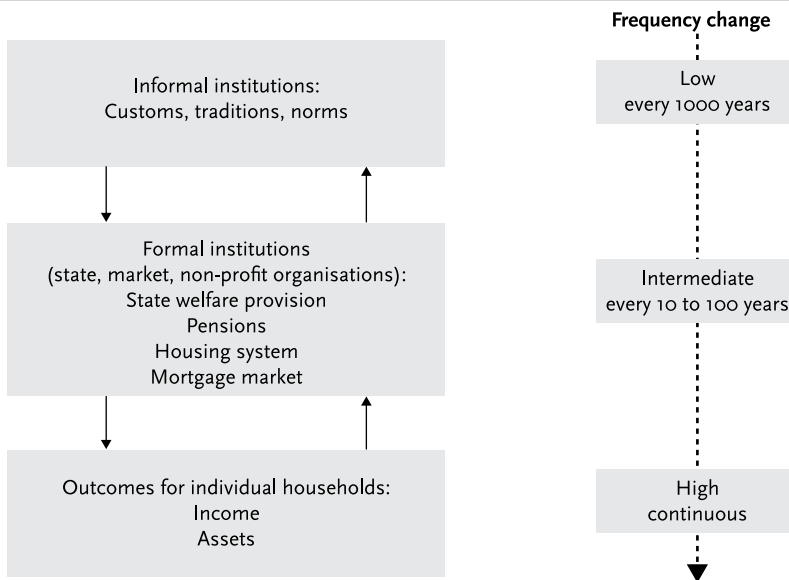 Frequency change
Informal institutions:
Customs, traditions, norms
Low
every 1000 years
Formal institutions
(state, market, non-profit organisations):
State welfare provision
Pensions
Housing system
Mortgage market
Intermediate
every 10 to 100 years
Outcomes for individual households:
Income
Assets
High
continuous